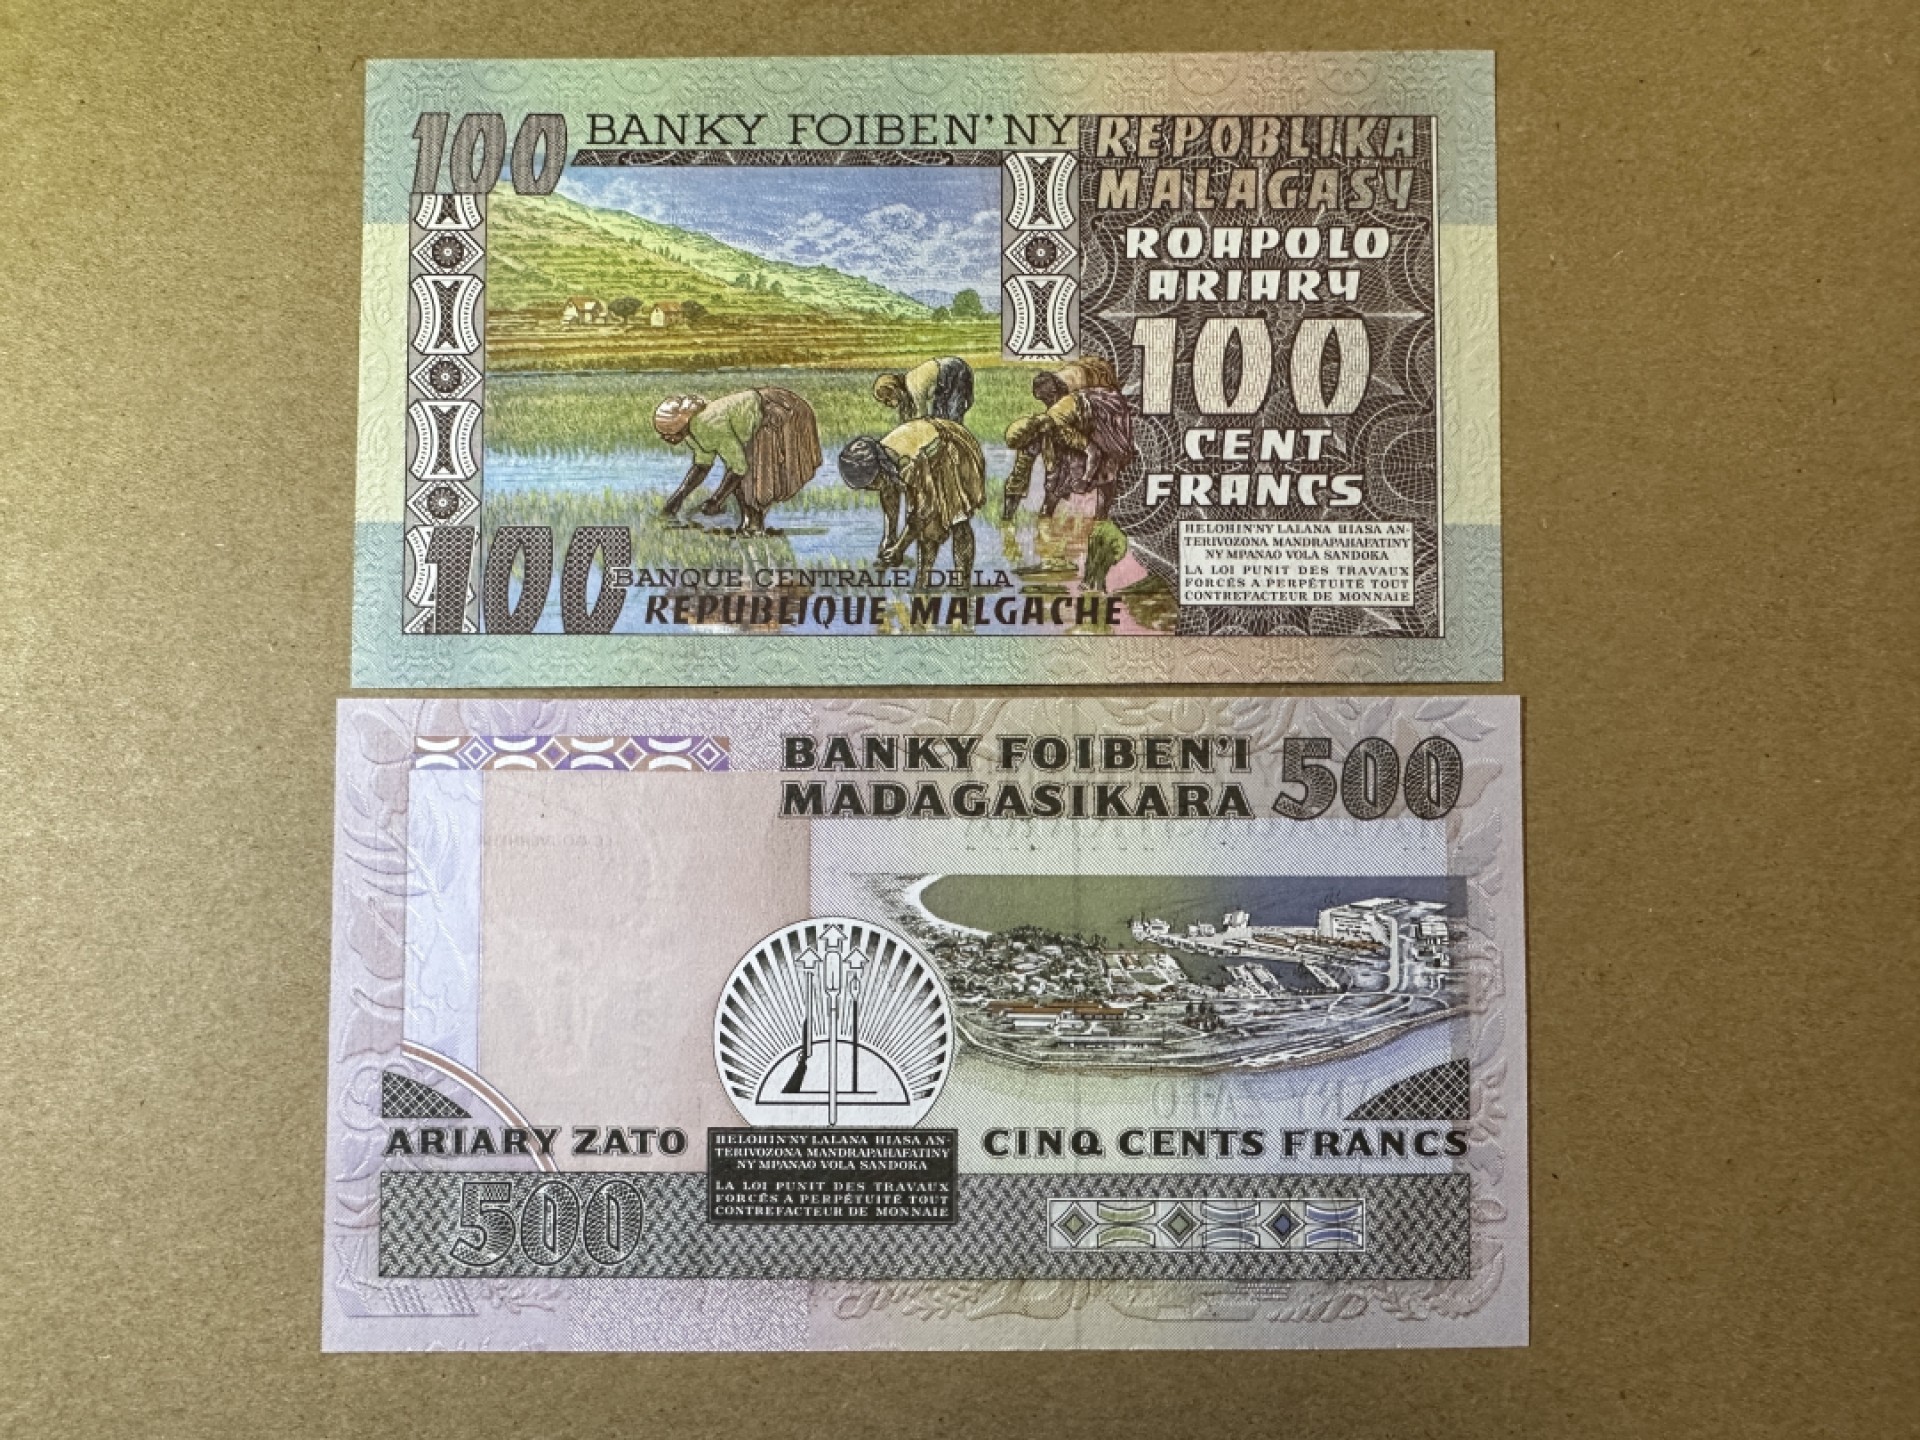 100 BANKY FOIBEN'NY REPOBLIKA
MALAGASY
ROAPOLO
ARIARY
100
CENT
FRANCS
HELOHIN'NY LALANA HIASA AN-
TERIVOZONA MANDRAPAHAFATINY
NY MPANAO VOLA SANDOKA
LA LOI PUNIT DES TRAVAUX
FORCÉS A PERPÉTUITÉ TOUT
CONTREFACTEUR DE MONNAIE
100 BANQUE CENTRALE DE LA
REPUBLIQUE MALGACHE
BANKY FOIBEN'I 500
MADAGASIKARA
ARIARY ZATO
CINQ CENTS FRANCS
HELOHIN'NY LALANA HIASA AN-
TERIVOZONA MANDRAPAHAFATINY
NY MPANAO VOLA SANDOKA
LA LOI PUNIT DES TRAVAUX
FORCÉS A PERPÉTUITÉ TOUT
CONTREFACTEUR DE MONNAIE
500